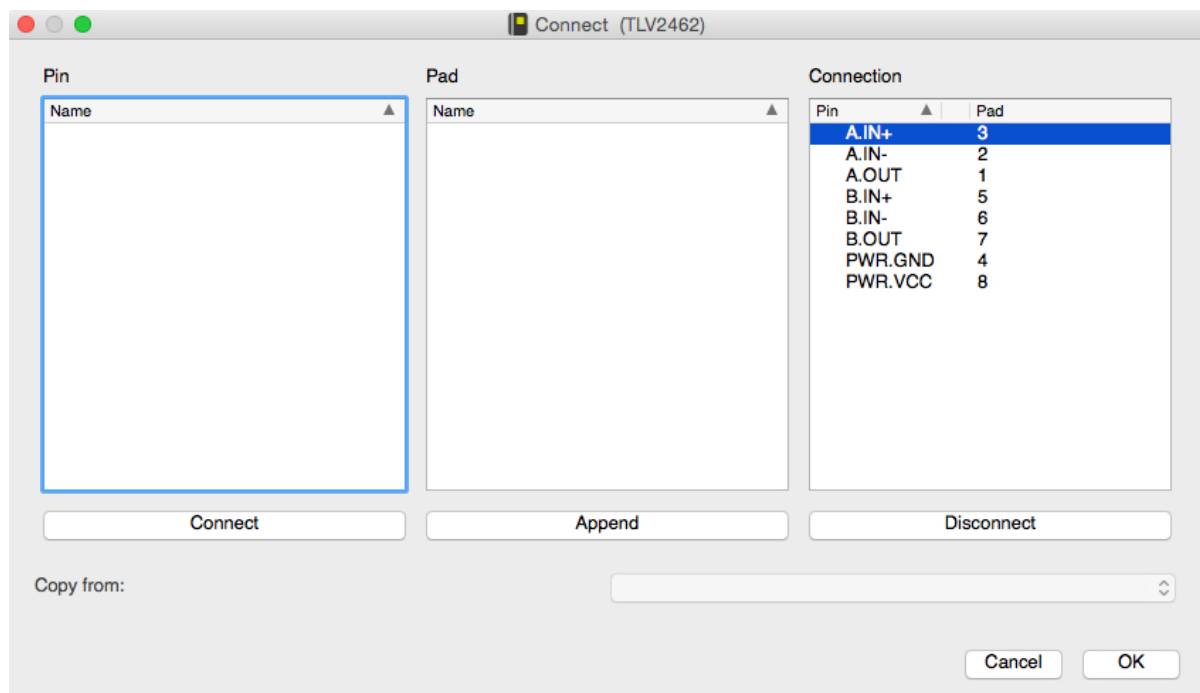 Connect (TLV2462)
Pin Pad Connection
Name Name Pin Pad
A.IN+ 3
A.IN- 2
A.OUT 1
B.IN+ 5
B.IN- 6
B.OUT 7
PWR.GND 4
PWR.VCC 8
Connect Append Disconnect
Copy from:
Cancel OK